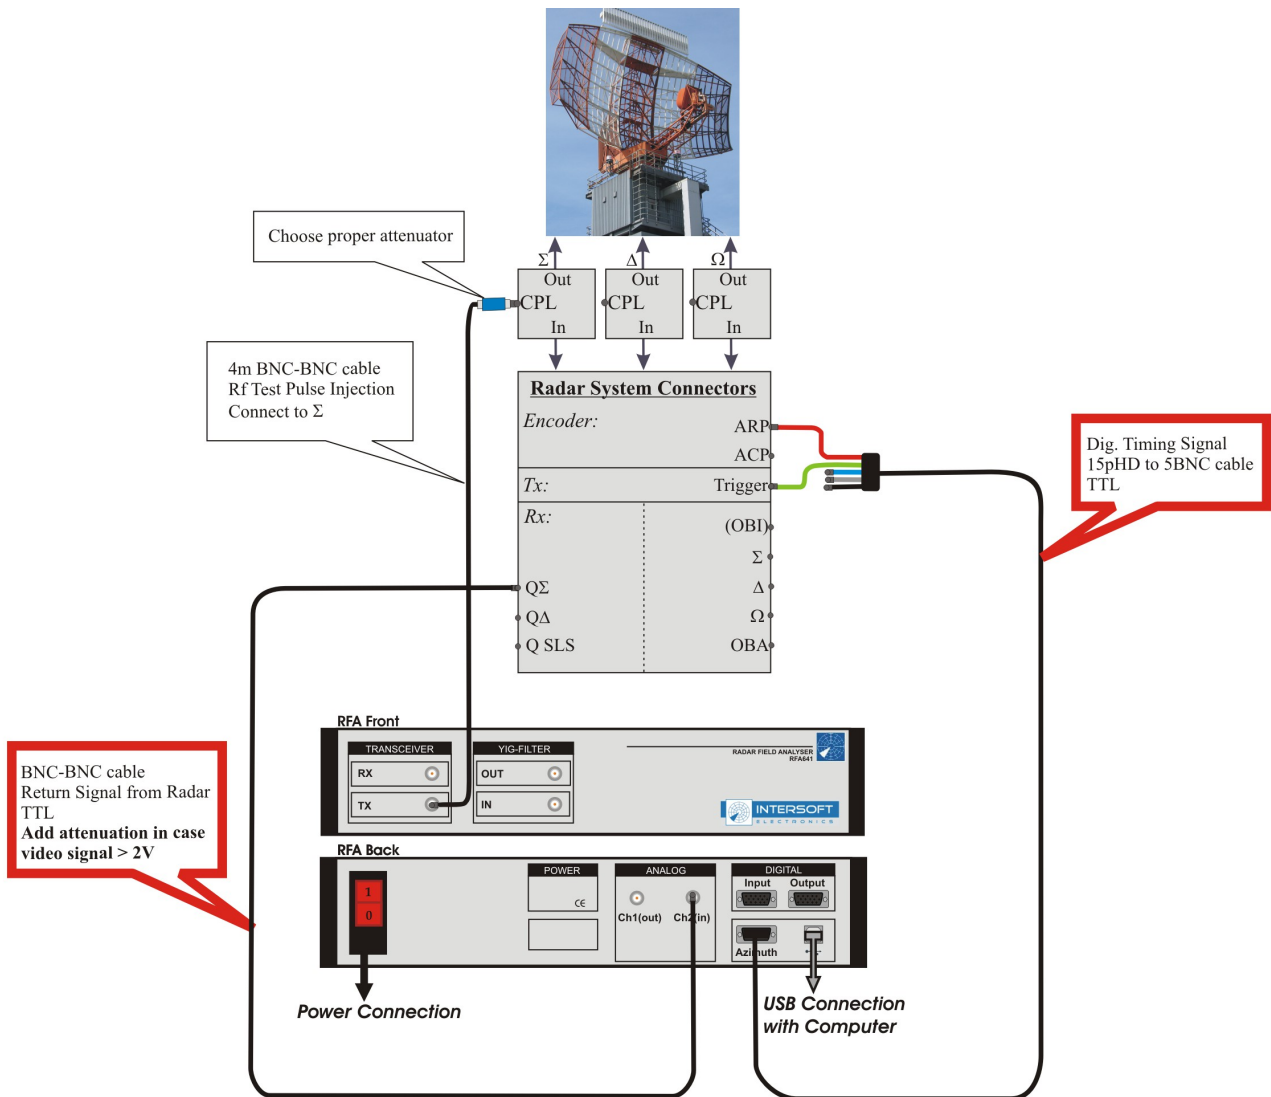 Choose proper attenuator
Σ
Δ
Ω
Out
Out
Out
CPL
CPL
CPL
In
In
In
4m BNC-BNC cable
Rf Test Pulse Injection
Connect to Σ
Radar System Connectors
Encoder:
ARP
ACP
Tx:
Trigger
Rx:
(OBI)
Σ
QΣ
Δ
QΔ
Ω
Q SLS
OBA
Dig. Timing Signal
15pHD to 5BNC cable
TTL
RFA Front
TRANSCEIVER
YIG-FILTER
RX
OUT
TX
IN
RADAR FIELD ANALYSER
RFA641
INTERSOFT
ELECTRONICS
BNC-BNC cable
Return Signal from Radar
TTL
Add attenuation in case
video signal > 2V
RFA Back
1
0
POWER
CE
ANALOG
Ch1(out)
Ch2(in)
DIGITAL
Input
Output
Azimuth
Power Connection
USB Connection
with Computer